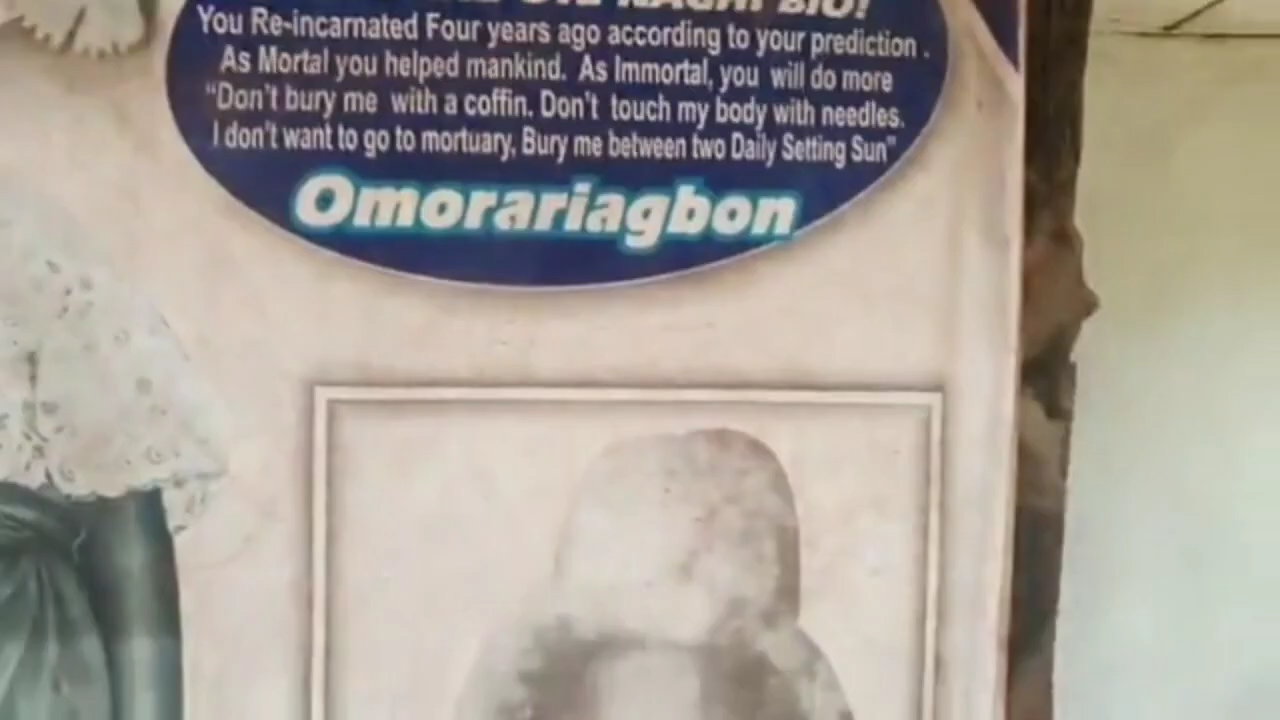 BIO!
You Re-incarnated Four years ago according to your prediction .
As Mortal you helped mankind. As Immortal, you will do more
“Don't bury me with a coffin. Don't touch my body with needles.
I don't want to go to mortuary, Bury me between two Daily Setting Sun”
Omorariagbon